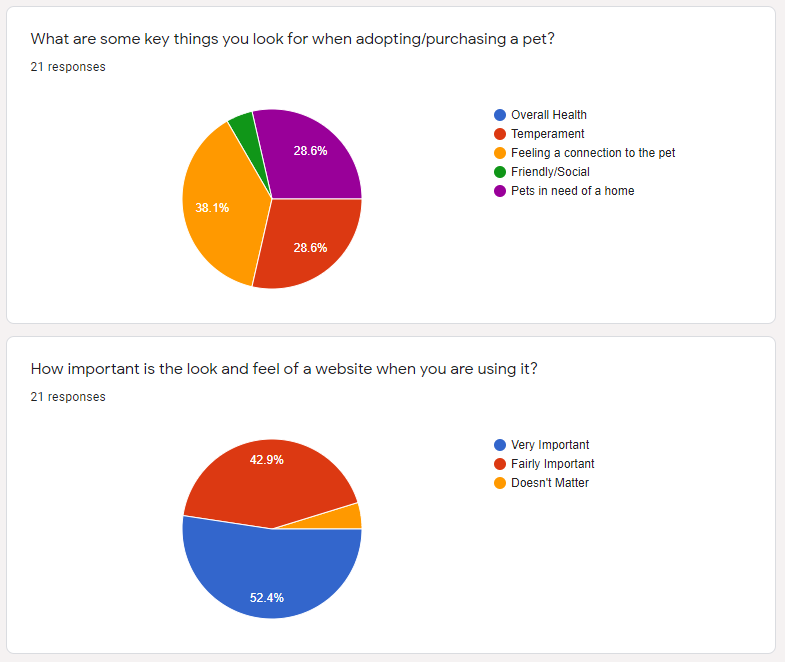 What are some key things you look for when adopting/purchasing a pet?
21 responses
28.6%
38.1%
28.6%
Overall Health
Temperament
Feeling a connection to the pet
Friendly/Social
Pets in need of a home
How important is the look and feel of a website when you are using it?
21 responses
42.9%
52.4%
Very Important
Fairly Important
Doesn't Matter